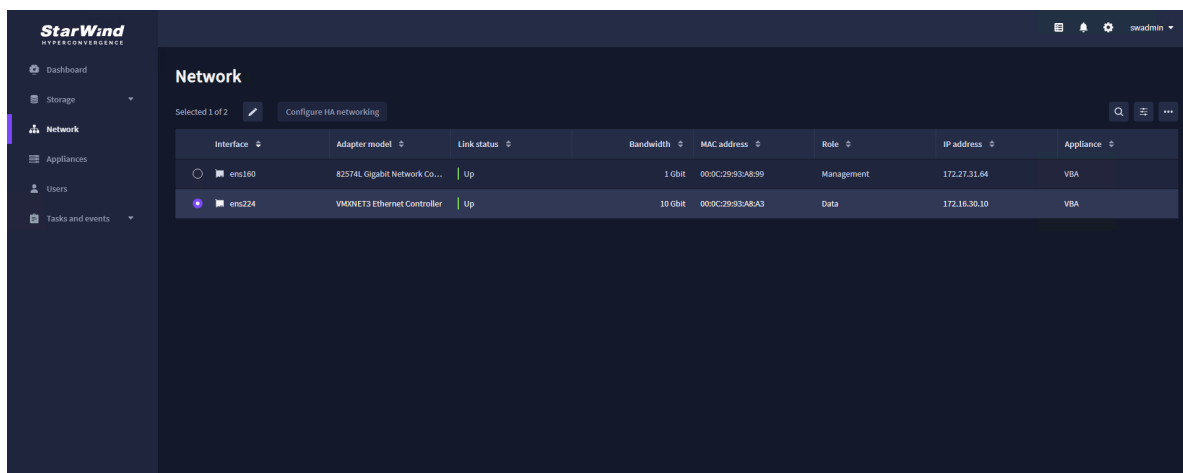 StarWind
HYPERCONVERGENCE
swadmin
Dashboard
Storage
Network
Appliances
Users
Tasks and events
Network
Selected 1 of 2
Configure HA networking
Interface Adapter model Link status Bandwidth MAC address Role IP address Appliance
ens160 82574L Gigabit Network Co... Up 1 Gbit 00:0C:29:93:A8:99 Management 172.27.31.64 VBA
ens224 VMXNET3 Ethernet Controller Up 10 Gbit 00:0C:29:93:A8:A3 Data 172.16.30.10 VBA